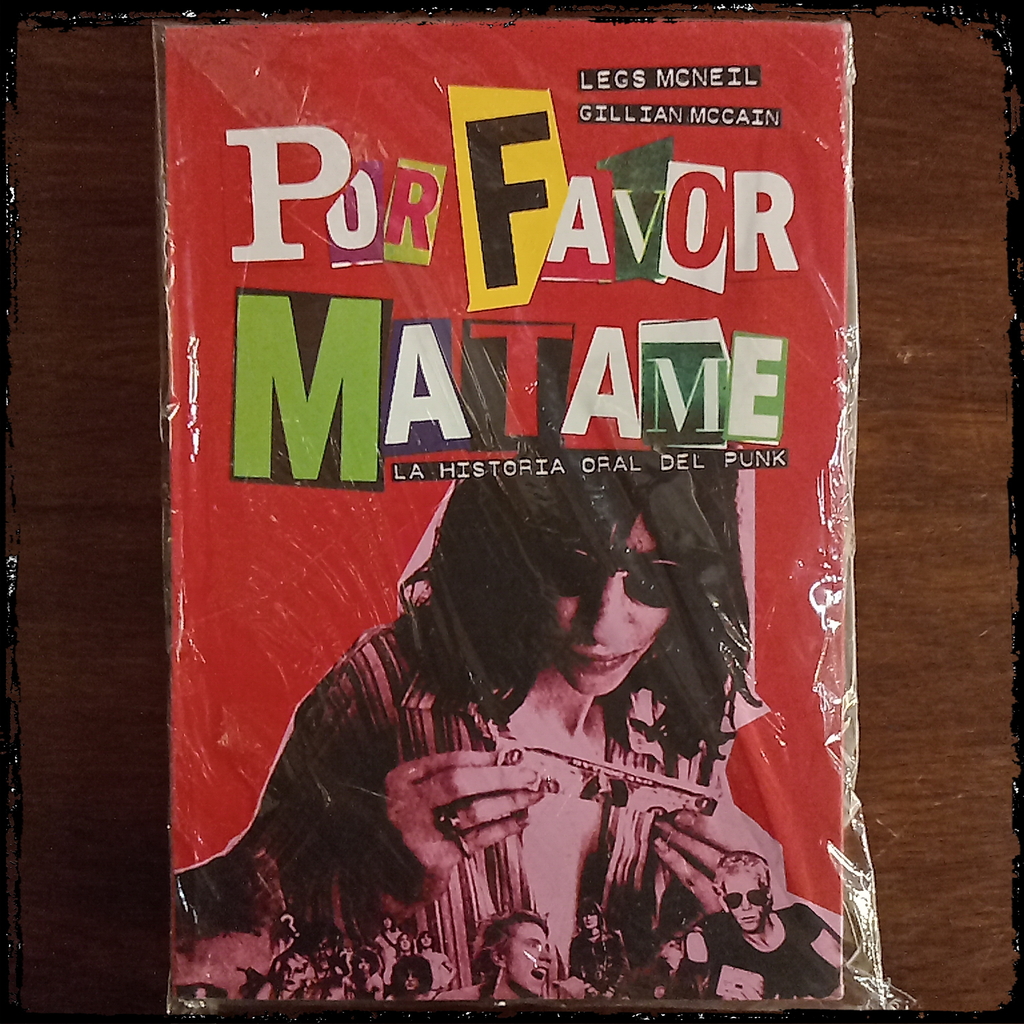 LEGS MCNEIL
GILLIAN MCCAIN
POR FAVOR
MATAME
LA HISTORIA ORAL DEL PUNK